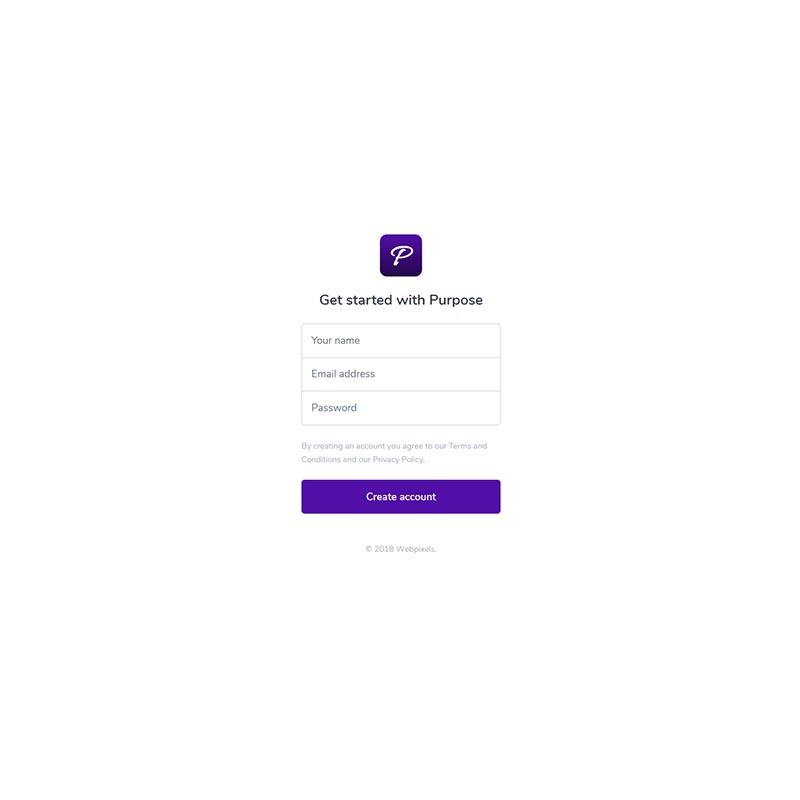 P
Get started with Purpose
Your name
Email address
Password
By creating an account you agree to our Terms and
Conditions and our Privacy Policy.
Create account
© 2018 Webpixels.